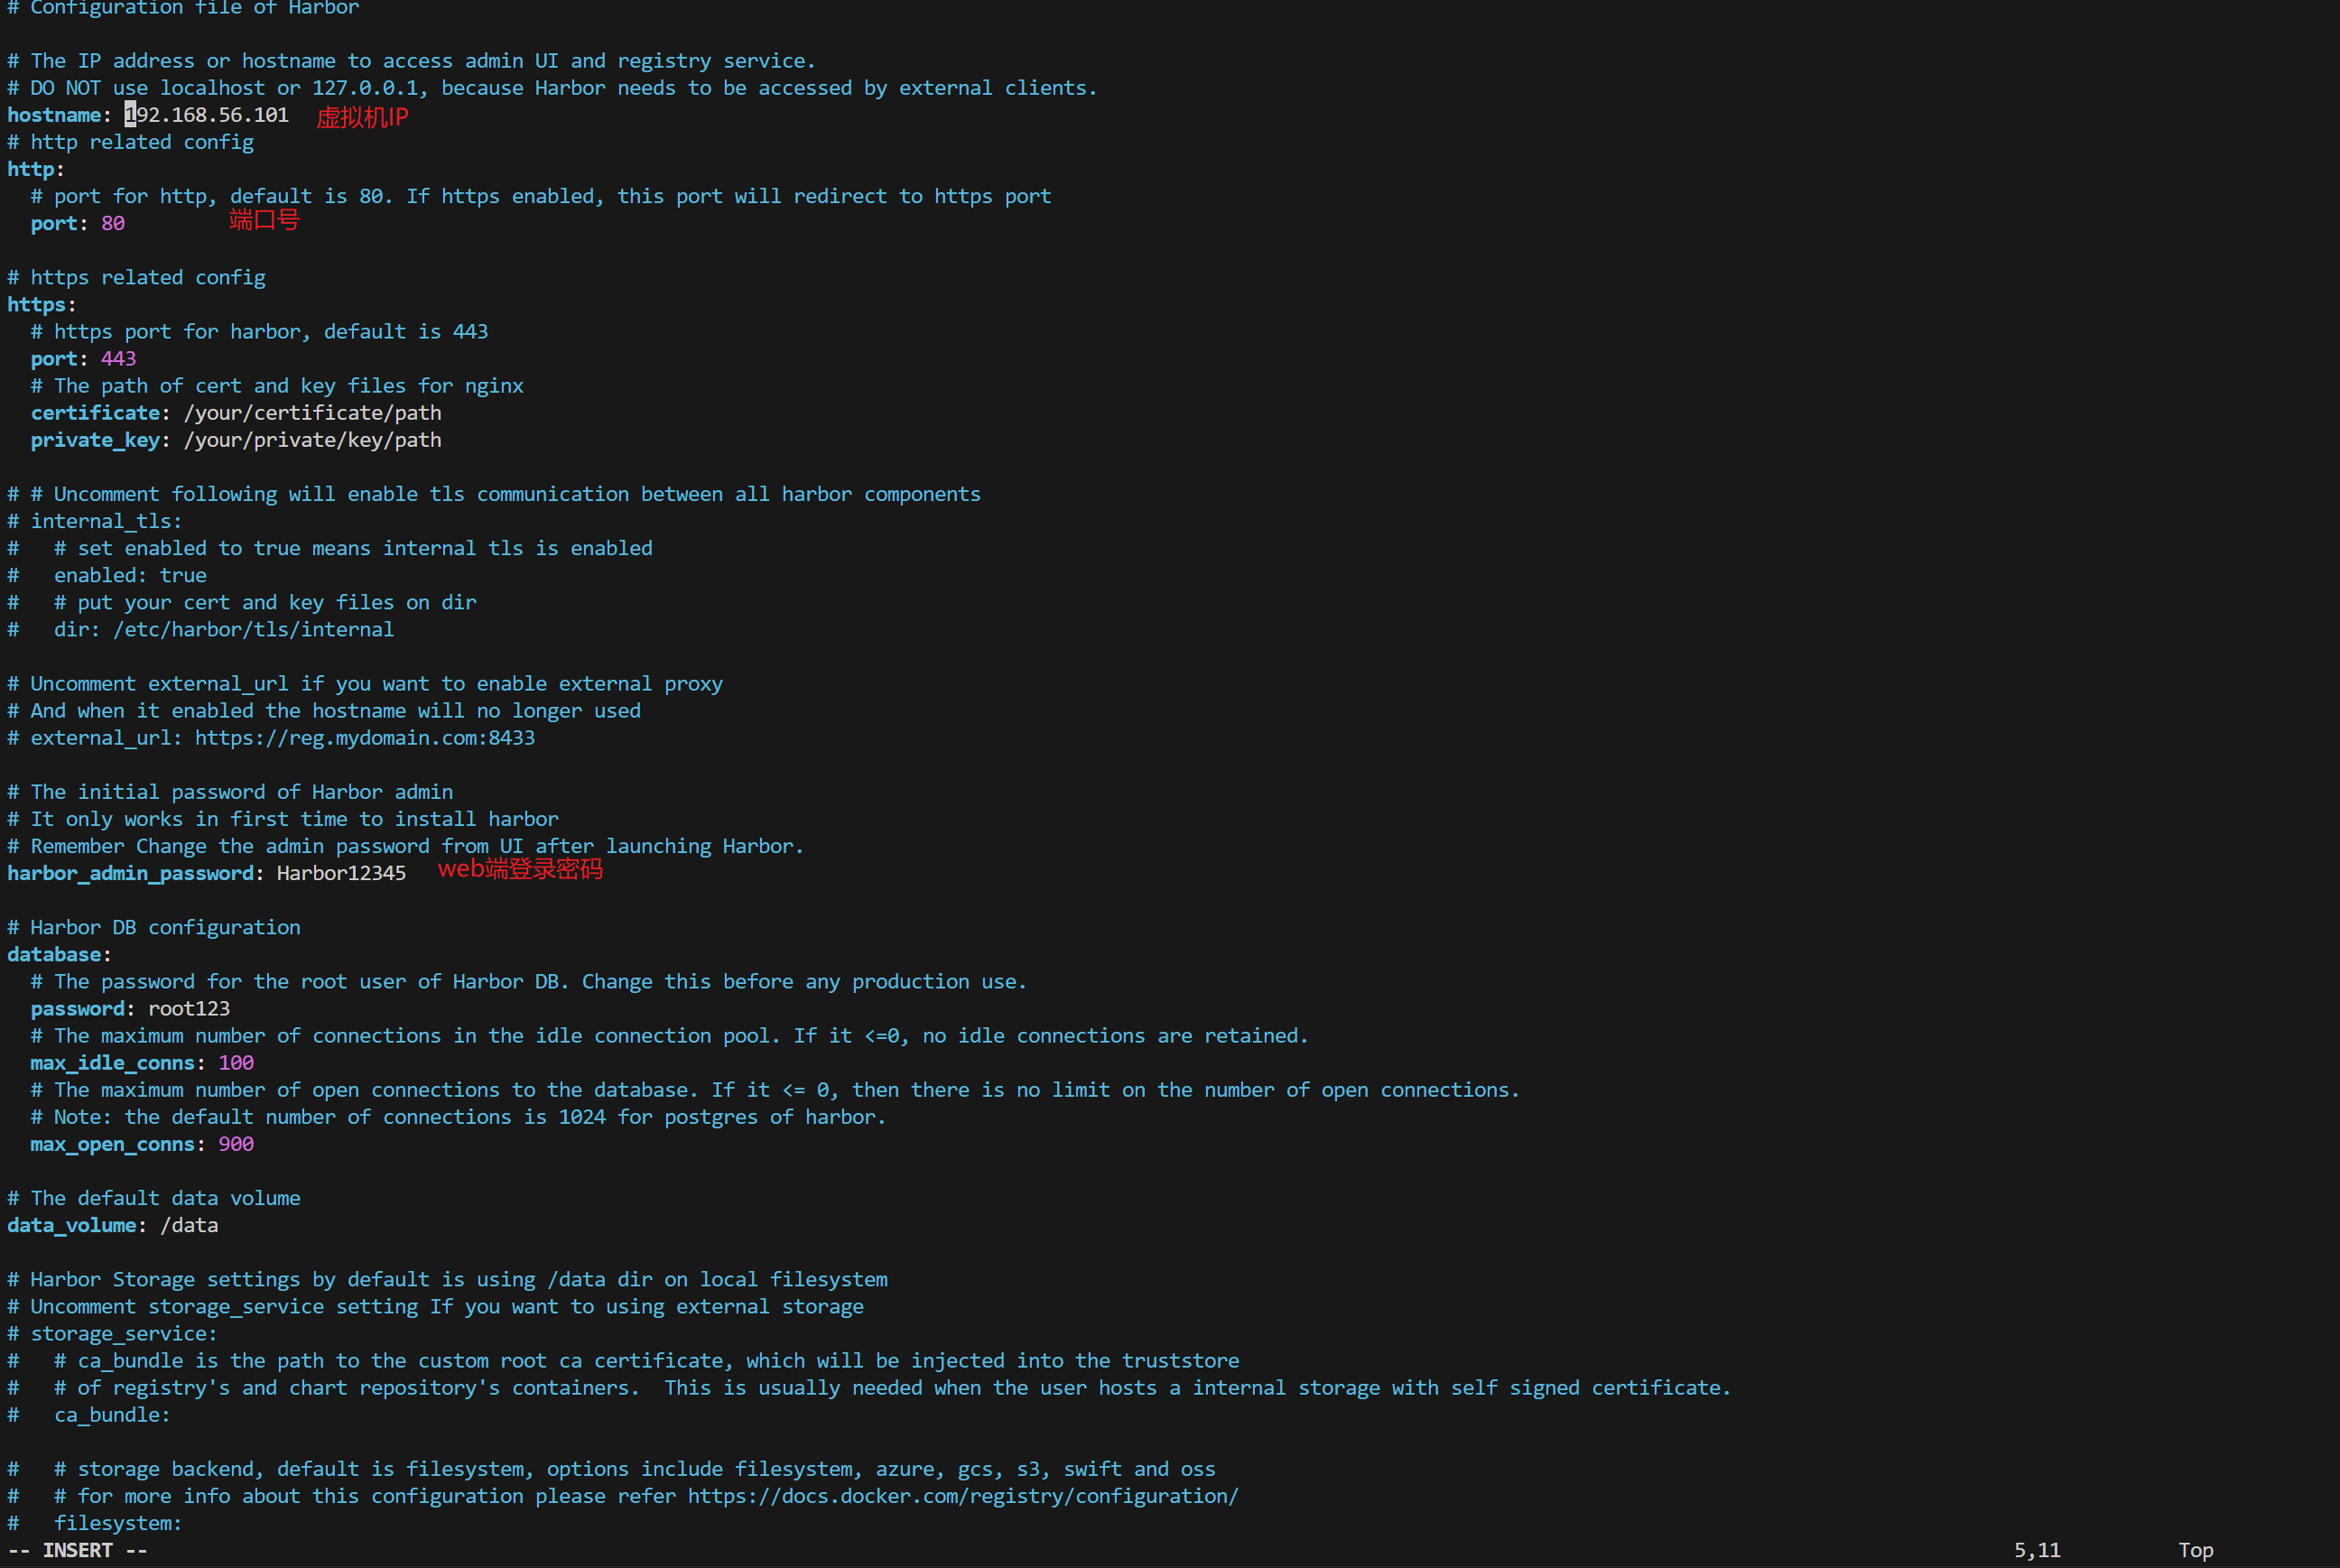 # Configuration file of Harbor
# The IP address or hostname to access admin UI and registry service.
# DO NOT use localhost or 127.0.0.1, because Harbor needs to be accessed by external clients.
hostname: 192.168.56.101 虚拟机IP
# http related config
http:
  # port for http, default is 80. If https enabled, this port will redirect to https port
  port: 80 端口号
# https related config
https:
  # https port for harbor, default is 443
  port: 443
  # The path of cert and key files for nginx
  certificate: /your/certificate/path
  private_key: /your/private/key/path
# # Uncomment following will enable tls communication between all harbor components
# internal_tls:
#   # set enabled to true means internal tls is enabled
#   enabled: true
#   # put your cert and key files on dir
#   dir: /etc/harbor/tls/internal
# Uncomment external_url if you want to enable external proxy
# And when it enabled the hostname will no longer used
# external_url: https://reg.mydomain.com:8433
# The initial password of Harbor admin
# It only works in first time to install harbor
# Remember Change the admin password from UI after launching Harbor.
harbor_admin_password: Harbor12345 web端登录密码
# Harbor DB configuration
database:
  # The password for the root user of Harbor DB. Change this before any production use.
  password: root123
  # The maximum number of connections in the idle connection pool. If it <=0, no idle connections are retained.
  max_idle_conns: 100
  # The maximum number of open connections to the database. If it <= 0, then there is no limit on the number of open connections.
  # Note: the default number of connections is 1024 for postgres of harbor.
  max_open_conns: 900
# The default data volume
data_volume: /data
# Harbor Storage settings by default is using /data dir on local filesystem
# Uncomment storage_service setting If you want to using external storage
# storage_service:
#   # ca_bundle is the path to the custom root ca certificate, which will be injected into the truststore
#   # of registry's and chart repository's containers.  This is usually needed when the user hosts a internal storage with self signed certificate.
#   ca_bundle:
#   # storage backend, default is filesystem, options include filesystem, azure, gcs, s3, swift and oss
#   # for more info about this configuration please refer https://docs.docker.com/registry/configuration/
#   filesystem:
-- INSERT -- 5,11 Top